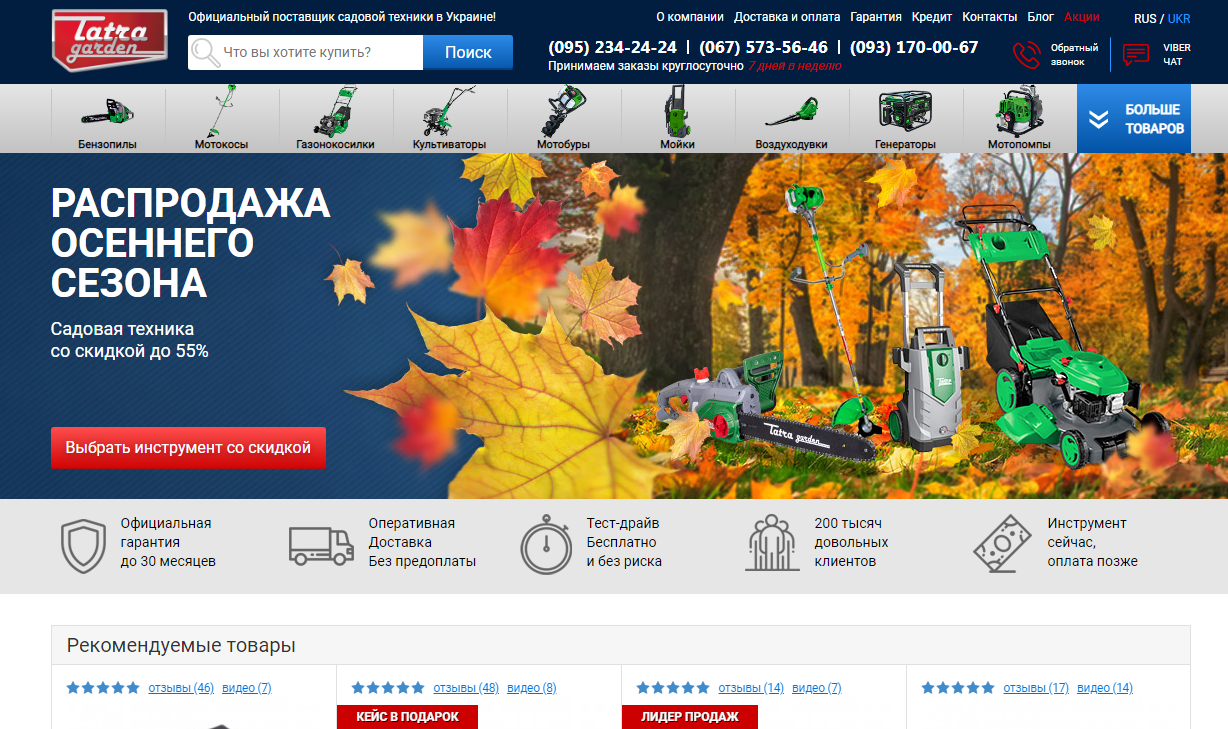 Tatra
garden
Официальный поставщик садовой техники в Украине!
О компании Доставка и оплата Гарантия Кредит Контакты Блог Акции
RUS / UKR
Что вы хотите купить?
Поиск
(095) 234-24-24 | (067) 573-56-46 | (093) 170-00-67
Принимаем заказы круглосуточно 7 дней в неделю
Обратный
звонок
VIBER
ЧАТ
Бензопилы
Мотокосы
Газонокосилки
Культиваторы
Мотобуры
Мойки
Воздуходувки
Генераторы
Мотопомпы
БОЛЬШЕ
ТОВАРОВ
РАСПРОДАЖА
ОСЕННЕГО
СЕЗОНА
Садовая техника
со скидкой до 55%
Выбрать инструмент со скидкой
Tatra garden
Официальная
гарантия
до 30 месяцев
Оперативная
Доставка
Без предоплаты
Тест-драйв
Бесплатно
и без риска
200 тысяч
довольных
клиентов
Инструмент
сейчас,
оплата позже
Рекомендуемые товары
отзывы (46) видео (7)
отзывы (48) видео (8)
отзывы (14) видео (7)
отзывы (17) видео (14)
КЕЙС В ПОДАРОК
ЛИДЕР ПРОДАЖ